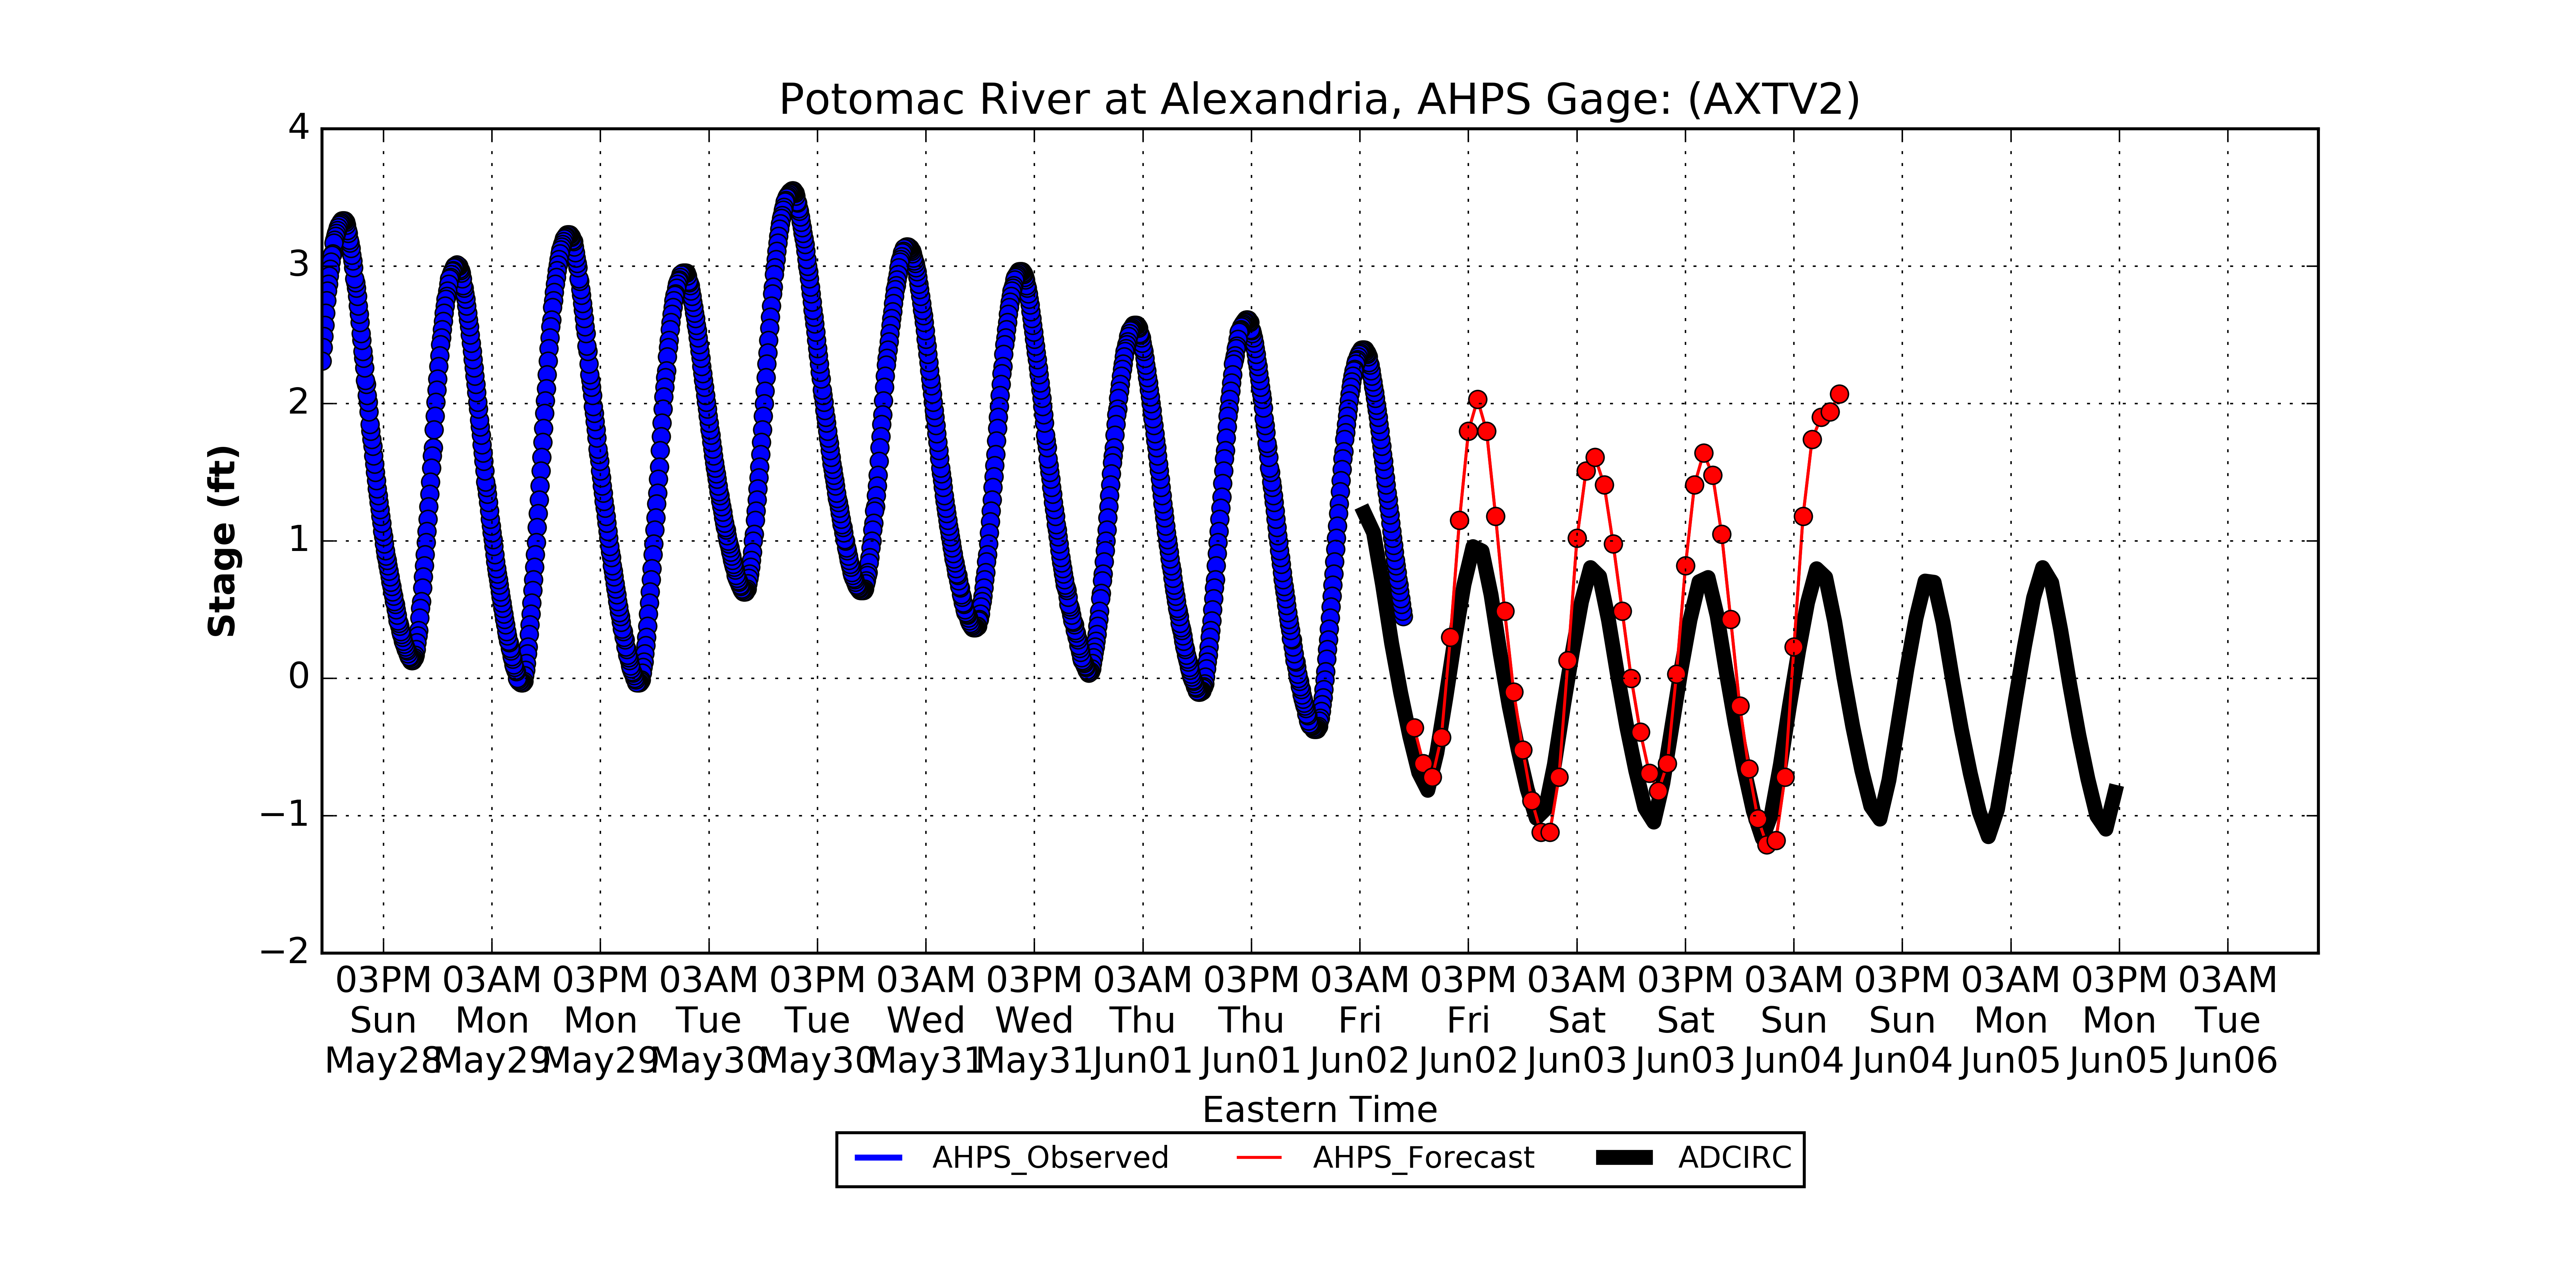 Potomac River at Alexandria, AHPS Gage: (AXTV2)
4
3
2
1
0
−1
−2
Stage (ft)
03PM 03AM 03PM 03AM 03PM 03AM 03PM 03AM 03PM 03AM 03PM 03AM 03PM 03AM 03PM 03AM 03PM 03AM
Sun Mon Mon Tue Tue Wed Wed Thu Thu Fri Fri Sat Sat Sun Sun Mon Mon Tue
May28 May29 May29 May30 May30 May31 May31 Jun01 Jun01 Jun02 Jun02 Jun03 Jun03 Jun04 Jun04 Jun05 Jun05 Jun06
Eastern Time
AHPS_Observed AHPS_Forecast ADCIRC